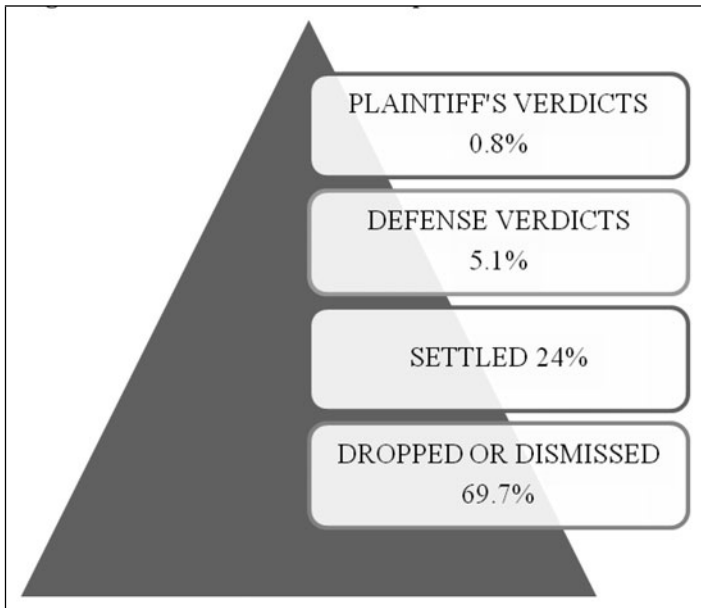 PLAINTIFF'S VERDICTS
0.8%
DEFENSE VERDICTS
5.1%
SETTLED 24%
DROPPED OR DISMISSED
69.7%